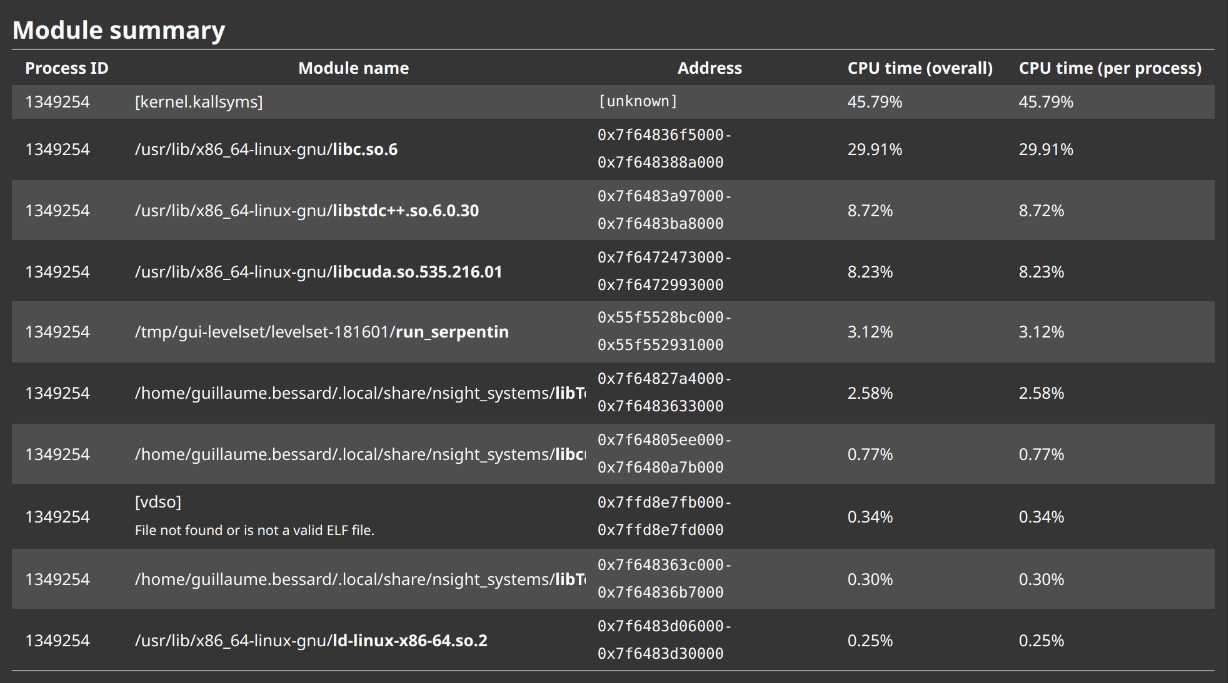 Module summary
Process ID Module name Address CPU time (overall) CPU time (per process)
1349254 [kernel.kallsyms] [unknown] 45.79% 45.79%
1349254 /usr/lib/x86_64-linux-gnu/libc.so.6 0x7f64836f5000-
0x7f648388a000 29.91% 29.91%
1349254 /usr/lib/x86_64-linux-gnu/libstdc++.so.6.0.30 0x7f6483a97000-
0x7f6483ba8000 8.72% 8.72%
1349254 /usr/lib/x86_64-linux-gnu/libcuda.so.535.216.01 0x7f6472473000-
0x7f6472993000 8.23% 8.23%
1349254 /tmp/gui-levelset/levelset-181601/run_serpentin 0x55f5528bc000-
0x55f552931000 3.12% 3.12%
1349254 /home/guillaume.bessard/.local/share/nsight_systems/libT 0x7f64827a4000-
0x7f6483633000 2.58% 2.58%
1349254 /home/guillaume.bessard/.local/share/nsight_systems/libc 0x7f64805ee000-
0x7f6480a7b000 0.77% 0.77%
1349254 [vdso] 0x7ffd8e7fb000-
File not found or is not a valid ELF file. 0x7ffd8e7fd000 0.34% 0.34%
1349254 /home/guillaume.bessard/.local/share/nsight_systems/libT 0x7f648363c000-
0x7f64836b7000 0.30% 0.30%
1349254 /usr/lib/x86_64-linux-gnu/ld-linux-x86-64.so.2 0x7f6483d06000-
0x7f6483d30000 0.25% 0.25%